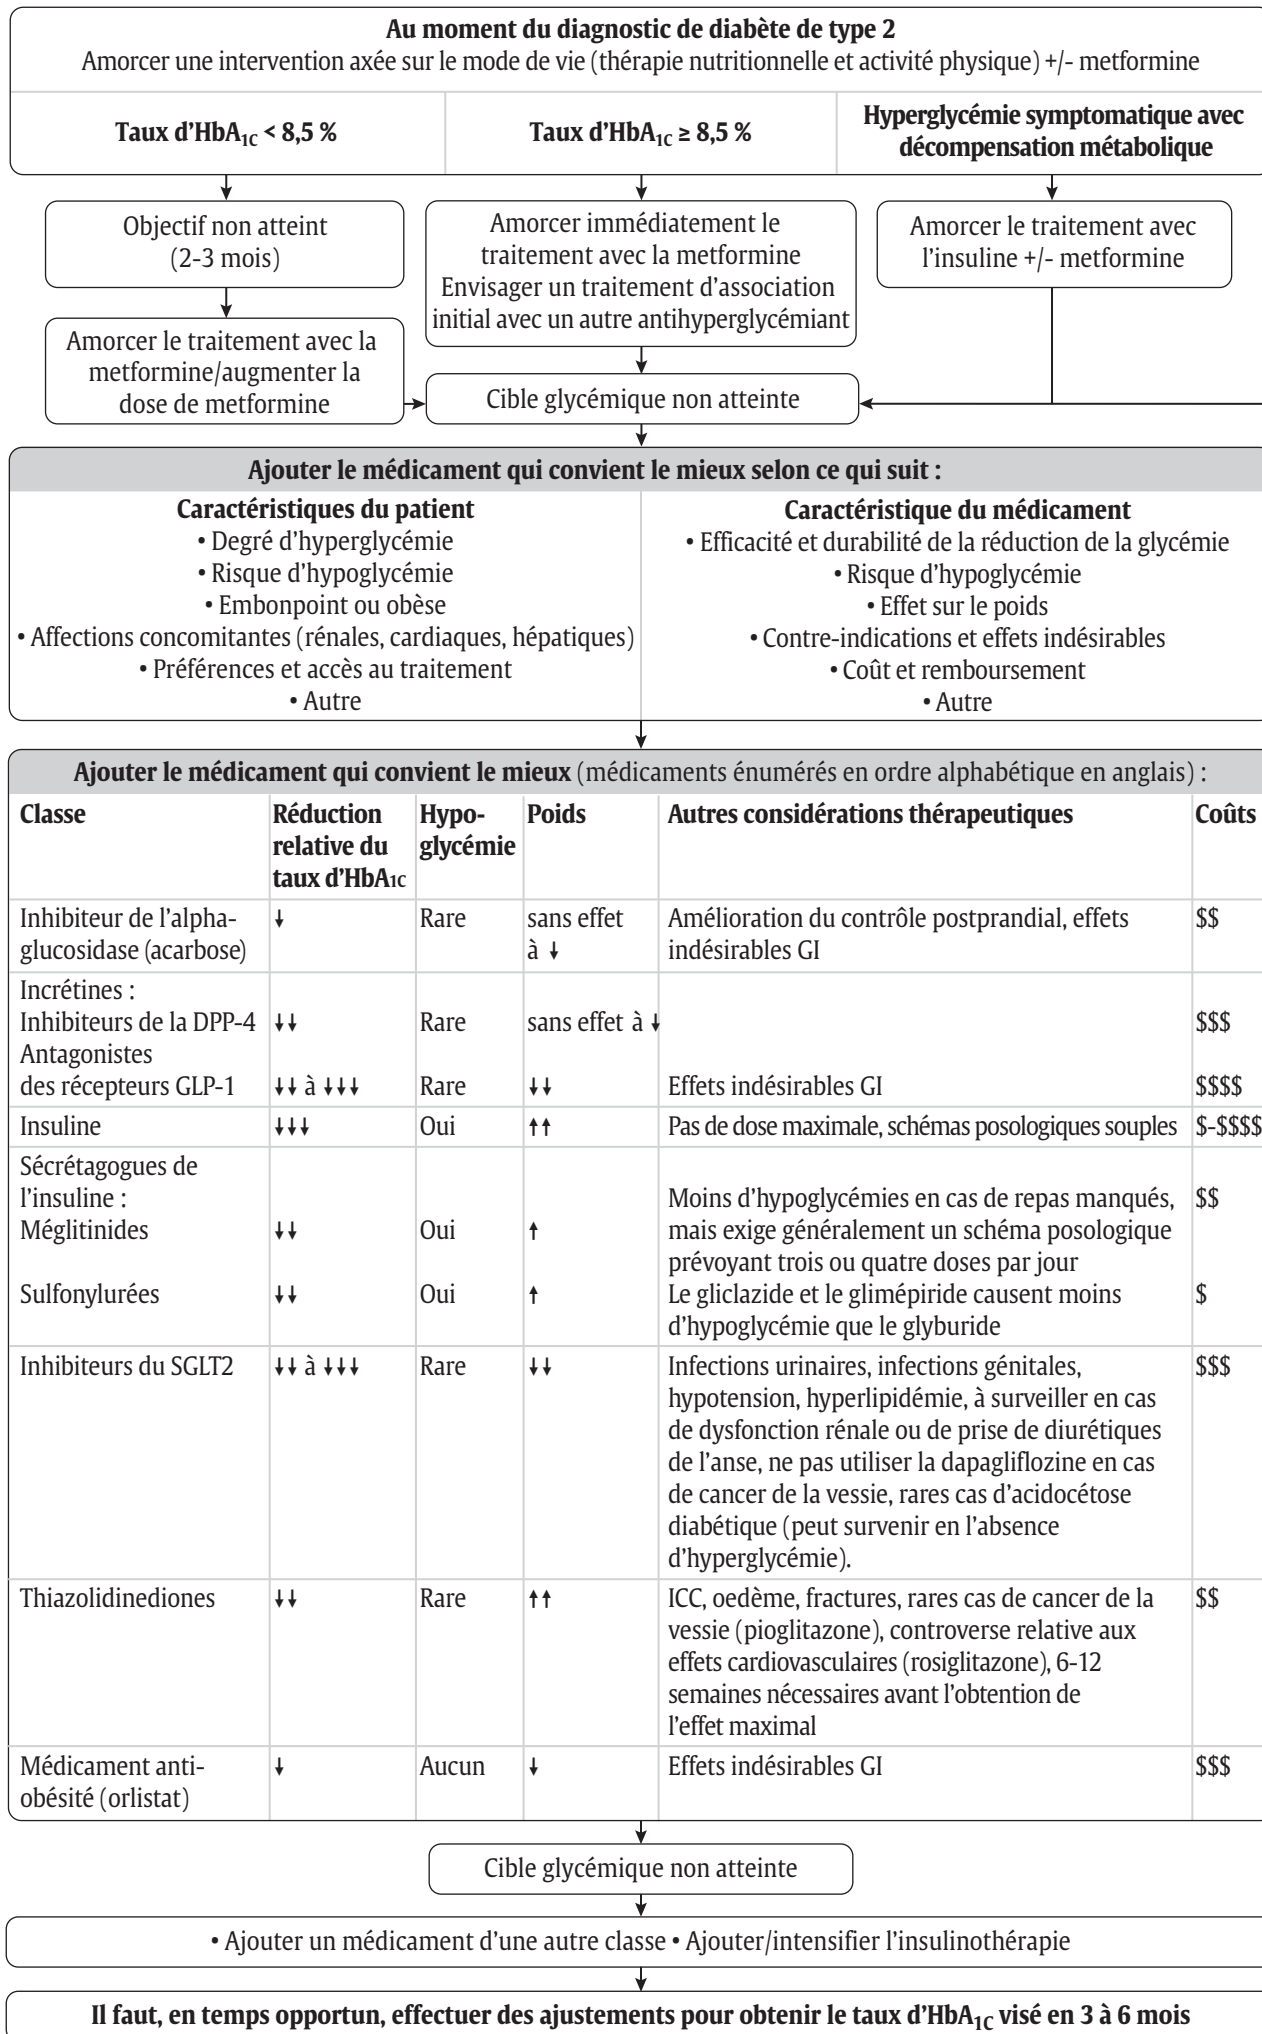 Au moment du diagnostic de diabète de type 2
Amorcer une intervention axée sur le mode de vie (thérapie nutritionnelle et activité physique) +/- metformine
Taux d'HbA1C < 8,5 %
Taux d'HbA1C ≥ 8,5 %
Hyperglycémie symptomatique avec
décompensation métabolique
Objectif non atteint
(2-3 mois)
Amorcer le traitement avec la
metformine/augmenter la
dose de metformine
Amorcer immédiatement le
traitement avec la metformine
Envisager un traitement d'association
initial avec un autre antihyperglycémiant
Amorcer le traitement avec
l'insuline +/- metformine
Cible glycémique non atteinte
Ajouter le médicament qui convient le mieux selon ce qui suit :
Caractéristiques du patient
• Degré d'hyperglycémie
• Risque d'hypoglycémie
• Embonpoint ou obèse
• Affections concomitantes (rénales, cardiaques, hépatiques)
• Préférences et accès au traitement
• Autre
Caractéristique du médicament
• Efficacité et durabilité de la réduction de la glycémie
• Risque d'hypoglycémie
• Effet sur le poids
• Contre-indications et effets indésirables
• Coût et remboursement
• Autre
Ajouter le médicament qui convient le mieux (médicaments énumérés en ordre alphabétique en anglais) :
Classe
Réduction
relative du
taux d'HbA1C
Hypo-
glycémie
Poids
Autres considérations thérapeutiques
Coûts
Inhibiteur de l'alpha-
glucosidase (acarbose)
↓
Rare
sans effet
à ↓
Amélioration du contrôle postprandial, effets
indésirables GI
$$
Incrétines :
Inhibiteurs de la DPP-4 ↓↓ Rare sans effet à ↓ $$$
Antagonistes
des récepteurs GLP-1 ↓↓ à ↓↓↓ Rare ↓↓ Effets indésirables GI $$$$
Insuline ↓↓↓ Oui ↑↑ Pas de dose maximale, schémas posologiques souples $-$$$$
Sécrétagogues de
l'insuline :
Méglitinides
↓↓
Oui
↑
Moins d'hypoglycémies en cas de repas manqués,
mais exige généralement un schéma posologique
prévoyant trois ou quatre doses par jour
$$
Sulfonylurées
↓↓
Oui
↑
Le gliclazide et le glimépiride causent moins
d'hypoglycémie que le glyburide
$
Inhibiteurs du SGLT2
↓↓ à ↓↓↓
Rare
↓↓
Infections urinaires, infections génitales,
hypotension, hyperlipidémie, à surveiller en cas
de dysfonction rénale ou de prise de diurétiques
de l'anse, ne pas utiliser la dapagliflozine en cas
de cancer de la vessie, rares cas d'acidocétose
diabétique (peut survenir en l'absence
d'hyperglycémie).
$$$
Thiazolidinediones
↓↓
Rare
↑↑
ICC, oedème, fractures, rares cas de cancer de la
vessie (pioglitazone), controverse relative aux
effets cardiovasculaires (rosiglitazone), 6-12
semaines nécessaires avant l'obtention de
l'effet maximal
$$
Médicament anti-
obésité (orlistat)
↓
Aucun
↓
Effets indésirables GI
$$$
Cible glycémique non atteinte
• Ajouter un médicament d'une autre classe • Ajouter/intensifier l'insulinothérapie
Il faut, en temps opportun, effectuer des ajustements pour obtenir le taux d'HbA1C visé en 3 à 6 mois